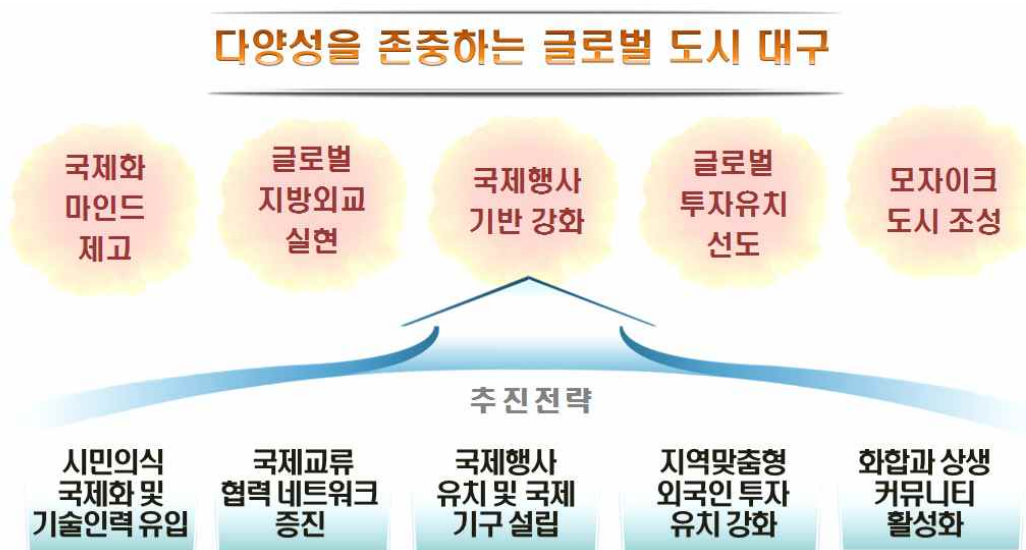 다양성을 존중하는 글로벌 도시 대구
국제화
마인드
제고
글로벌
지방외교
실현
국제행사
기반 강화
글로벌
투자유치
선도
모자이크
도시 조성
추진전략
시민의식
국제화 및
기술인력 유입
국제교류
협력 네트워크
증진
국제행사
유치 및 국제
기구 설립
지역맞춤형
외국인 투자
유치 강화
화합과 상생
커뮤니티
활성화